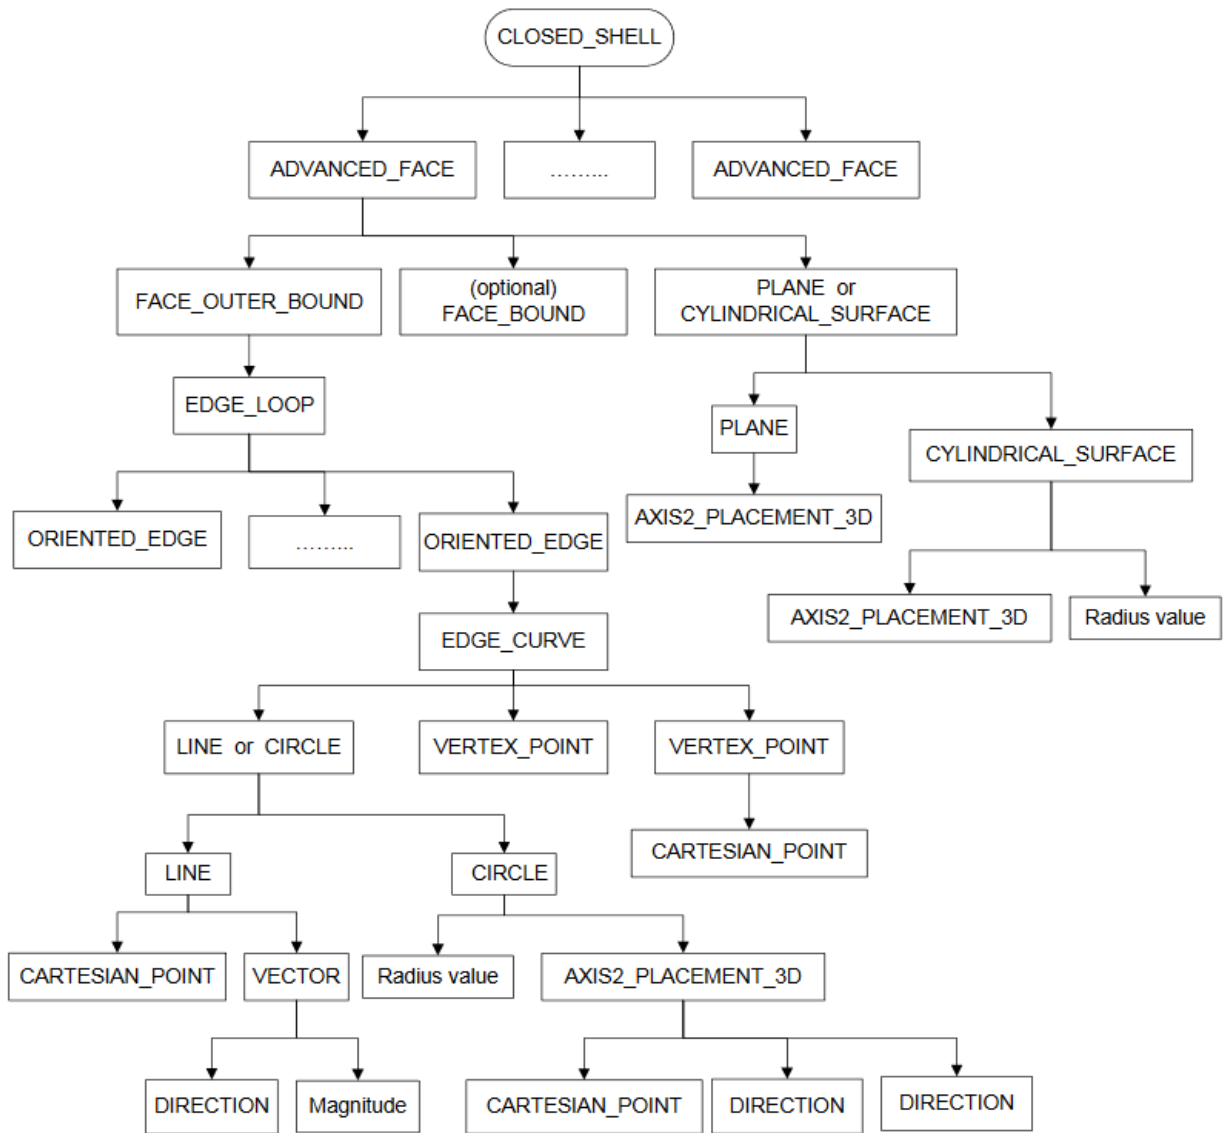 CLOSED_SHELL
ADVANCED_FACE
………..
ADVANCED_FACE
FACE_OUTER_BOUND
(optional)
FACE_BOUND
PLANE or
CYLINDRICAL_SURFACE
EDGE_LOOP
PLANE
CYLINDRICAL_SURFACE
ORIENTED_EDGE
………..
ORIENTED_EDGE
AXIS2_PLACEMENT_3D
AXIS2_PLACEMENT_3D
Radius value
EDGE_CURVE
LINE or CIRCLE
VERTEX_POINT
VERTEX_POINT
CARTESIAN_POINT
LINE
CIRCLE
CARTESIAN_POINT
VECTOR
Radius value
AXIS2_PLACEMENT_3D
DIRECTION
Magnitude
CARTESIAN_POINT
DIRECTION
DIRECTION